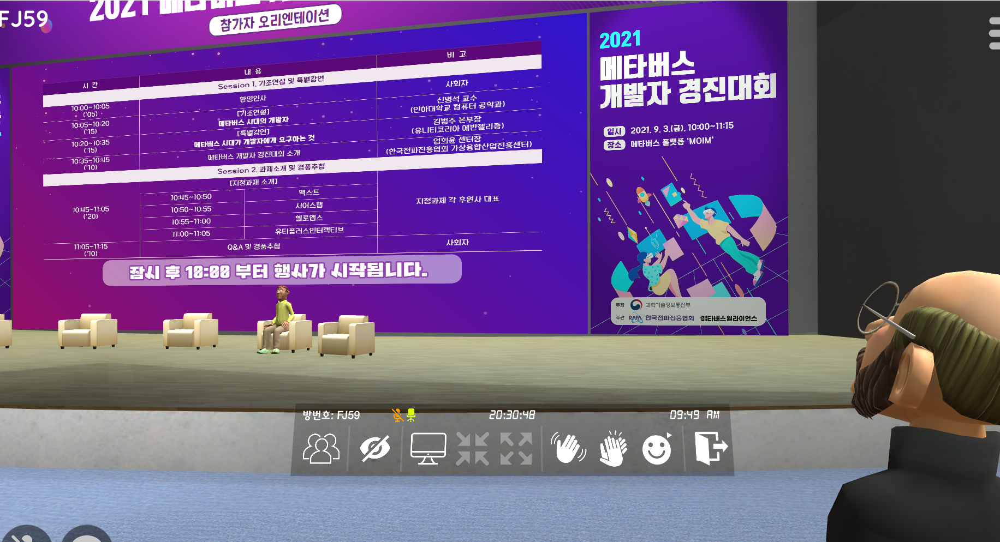 FJ59
2021 메타버스
참가자 오리엔테이션
시 간
내 용
비 고
Session 1. 기조연설 및 특별강연
10:00~10:05
('05)
환영인사
사회자
10:05~10:20
('15)
[기조연설]
메타버스 시대의 개발자
신병석 교수
(인하대학교 컴퓨터 공학과)
10:20~10:35
('15)
[특별강연]
메타버스 시대가 개발자에게 요구하는 것
김범주 본부장
(유니티코리아 에반젤리즘)
10:35~10:45
('10)
메타버스 개발자 경진대회 소개
엄희윤 센터장
(한국전파진흥협회 가상융합산업진흥센터)
Session 2. 과제소개 및 경품추첨
10:45~11:05
('20)
[지정과제 소개]
10:45~10:50
맥스트
10:50~10:55
시어스랩
10:55~11:00
헬로앱스
11:00~11:05
유티플러스인터랙티브
지정과제 각 후원사 대표
11:05~11:15
('10)
Q&A 및 경품추첨
사회자
잠시 후 10:00 부터 행사가 시작됩니다.
2021
메타버스
개발자 경진대회
일시 2021. 9. 3.(금). 10:00~11:15
장소 메타버스 플랫폼 'MOIM'
주최 과학기술정보통신부
주관 RAPA 한국전파진흥협회 메타버스얼라이언스
방번호: FJ59
20:30:48
09:49 AM